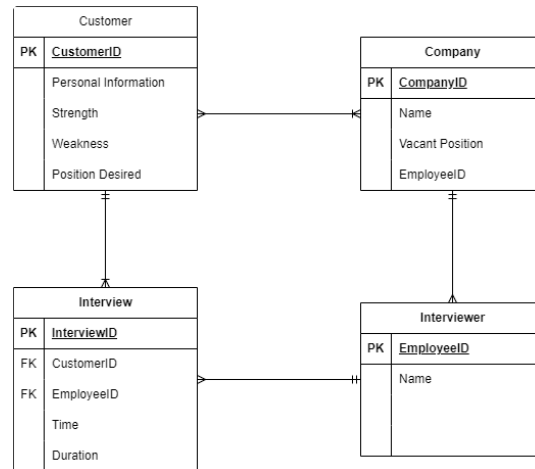 Customer
PK CustomerID
Personal Information
Strength
Weakness
Position Desired
Company
PK CompanyID
Name
Vacant Position
EmployeeID
Interview
PK InterviewID
FK CustomerID
FK EmployeeID
Time
Duration
Interviewer
PK EmployeeID
Name